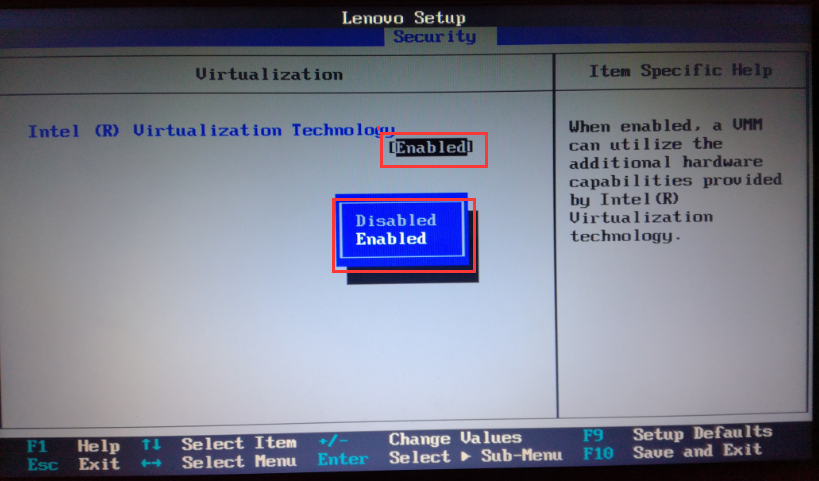 Lenovo Setup
Security
Virtualization
Item Specific Help
Intel (R) Virtualization Technology
[Enabled]
Disabled
Enabled
When enabled, a VMM
can utilize the
additional hardware
capabilities provided
by Intel(R)
Virtualization
technology.
F1 Help ↑↓ Select Item +/- Change Values F9 Setup Defaults
Esc Exit ←→ Select Menu Enter Select ▶ Sub-Menu F10 Save and Exit